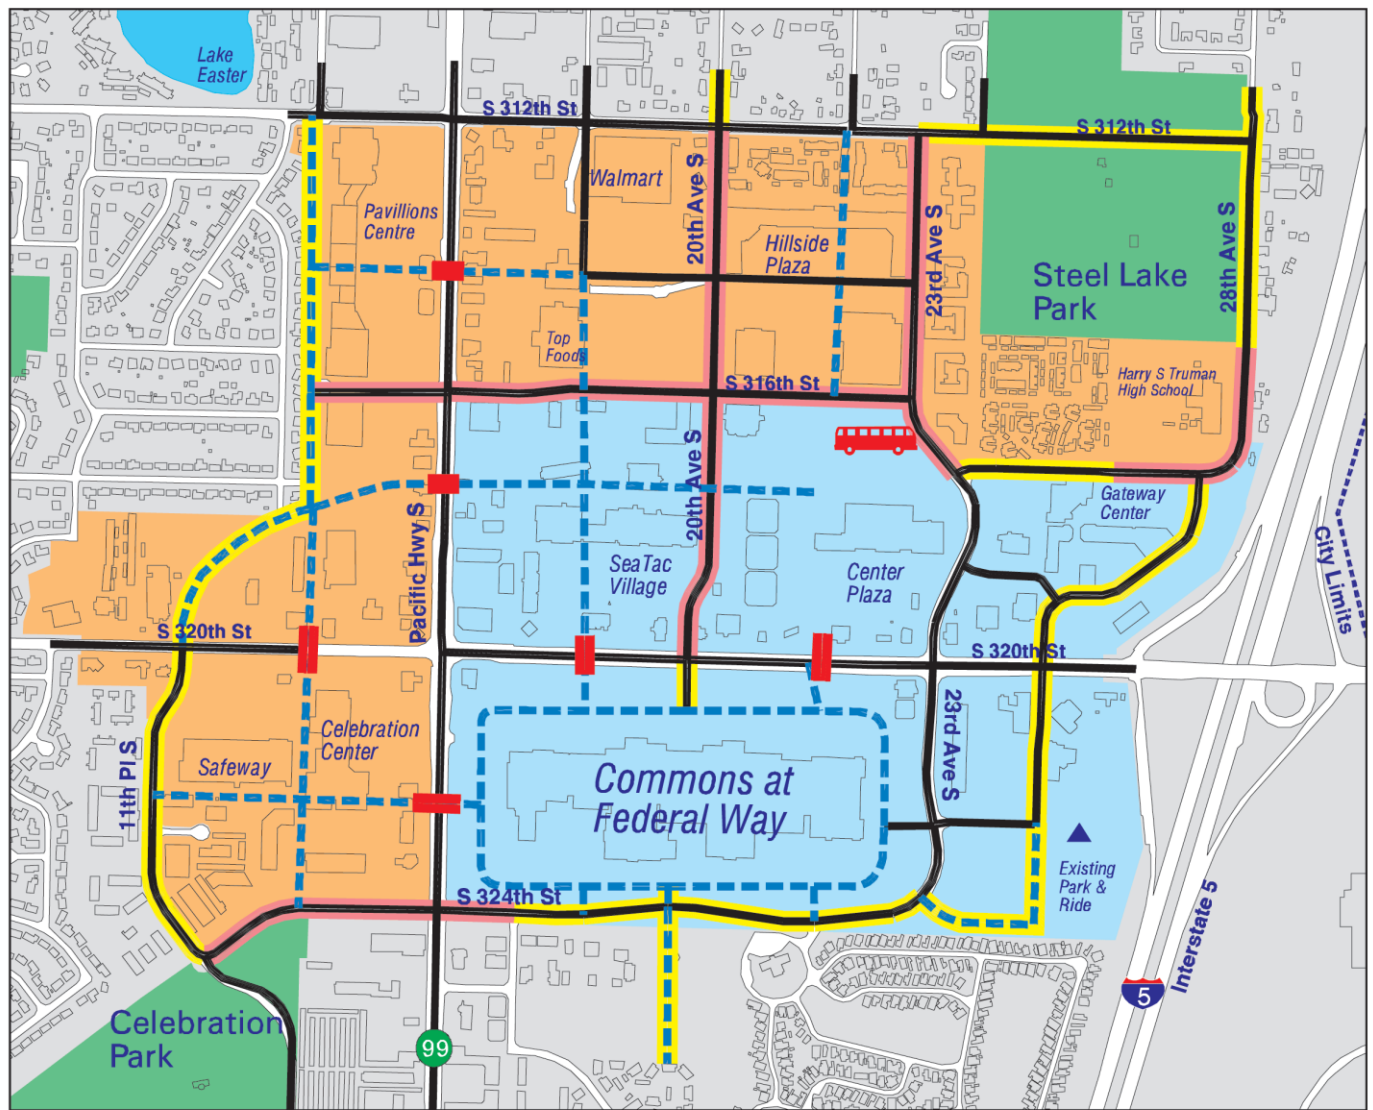 Lake
Easter
S 312th St
S 312th St
Walmart
20th Ave S
Pavillions
Centre
Hillside
Plaza
23rd Ave S
28th Ave S
Steel Lake
Park
Top
Foods
S 316th St
Harry S Truman
High School
20th Ave S
Gateway
Center
Pacific Hwy S
SeaTac
Village
Center
Plaza
City Limits
S 320th St
S 320th St
Celebration
Center
23rd Ave S
11th Pl S
Safeway
Commons at
Federal Way
Existing
Park &
Ride
S 324th St
Interstate 5
5
Celebration
Park
99